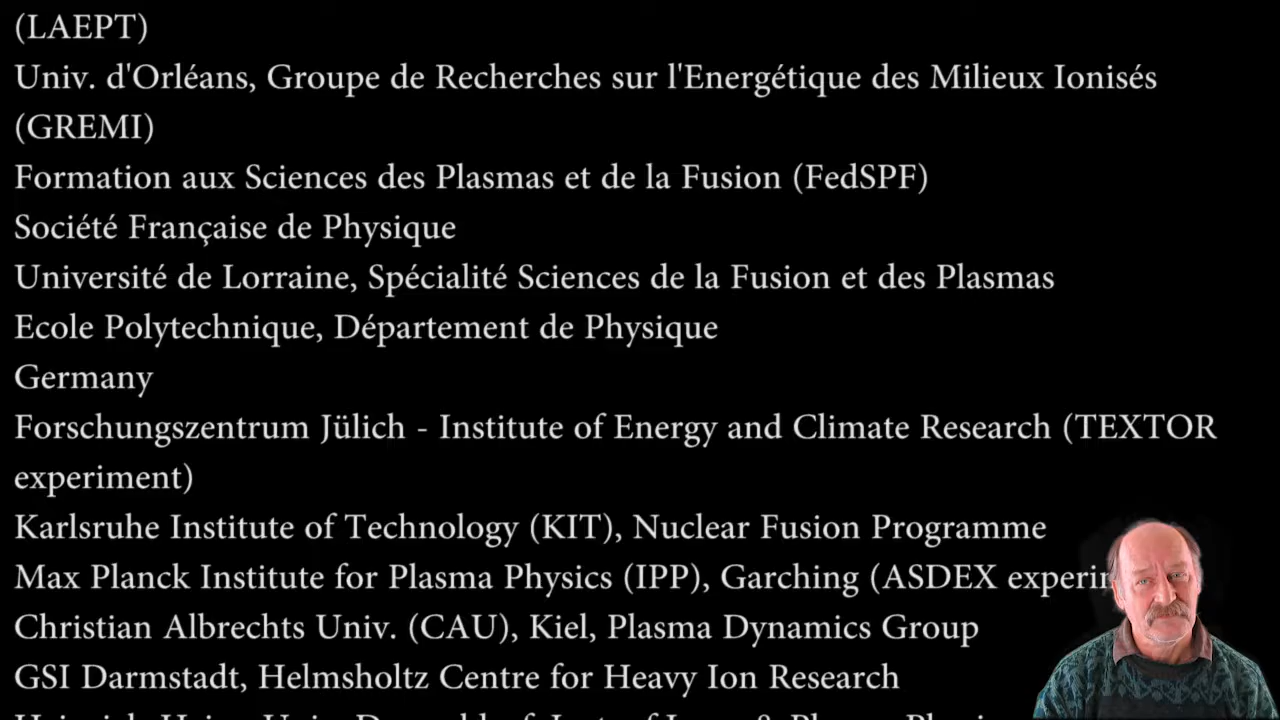 (LAEPT)
Univ. d'Orléans, Groupe de Recherches sur l'Energétique des Milieux Ionisés
(GREMI)
Formation aux Sciences des Plasmas et de la Fusion (FedSPF)
Société Française de Physique
Université de Lorraine, Spécialité Sciences de la Fusion et des Plasmas
Ecole Polytechnique, Département de Physique
Germany
Forschungszentrum Jülich - Institute of Energy and Climate Research (TEXTOR
experiment)
Karlsruhe Institute of Technology (KIT), Nuclear Fusion Programme
Max Planck Institute for Plasma Physics (IPP), Garching (ASDEX
Christian Albrechts Univ. (CAU), Kiel, Plasma Dynamics Group
GSI Darmstadt, Helmsholtz Centre for Heavy Ion Research